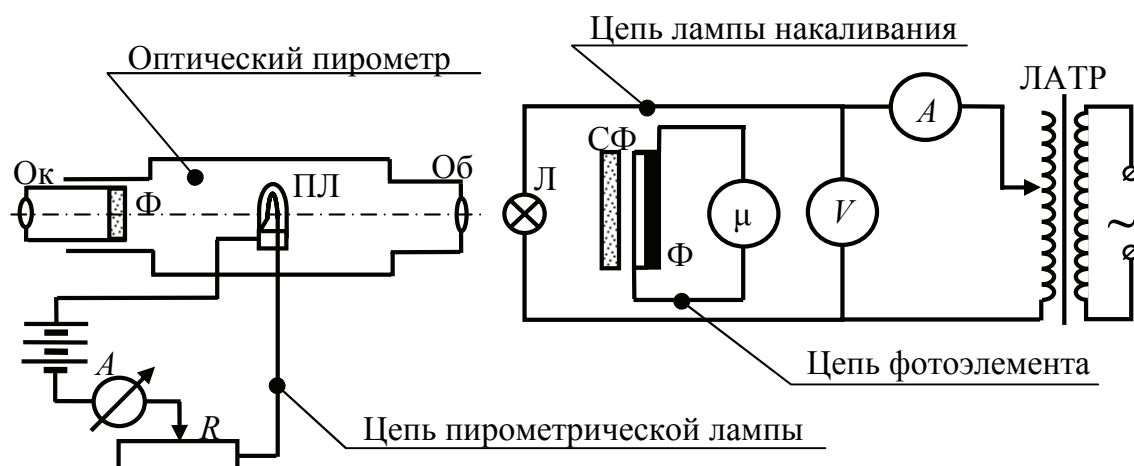 Цепь лампы накаливания
Оптический пирометр
ЛАТР
A
СФ
Ок
Об
ПЛ
Л
Ф
μ
V
~
Ф
Цепь фотоэлемента
A
R
Цепь пирометрической лампы